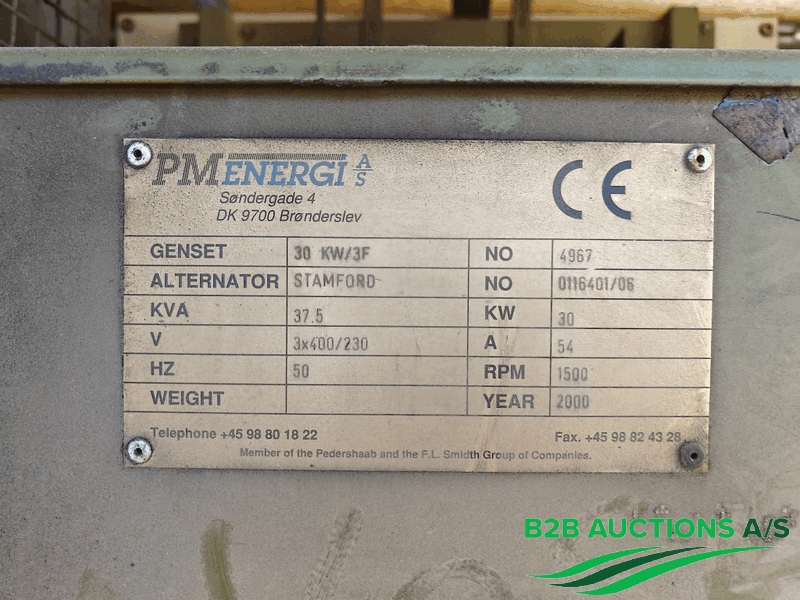 PMENERGI A/S
Søndergade 4
DK 9700 Brønderslev
CE
GENSET 30 KW/3F NO 4967
ALTERNATOR STAMFORD NO 0116401/06
KVA 37.5 KW 30
V 3x400/230 A 54
HZ 50 RPM 1500
WEIGHT YEAR 2000
Telephone +45 98 80 18 22 Fax. +45 98 82 43 28
Member of the Pedershaab and the F.L. Smidth Group of Companies.
B2B AUCTIONS A/S